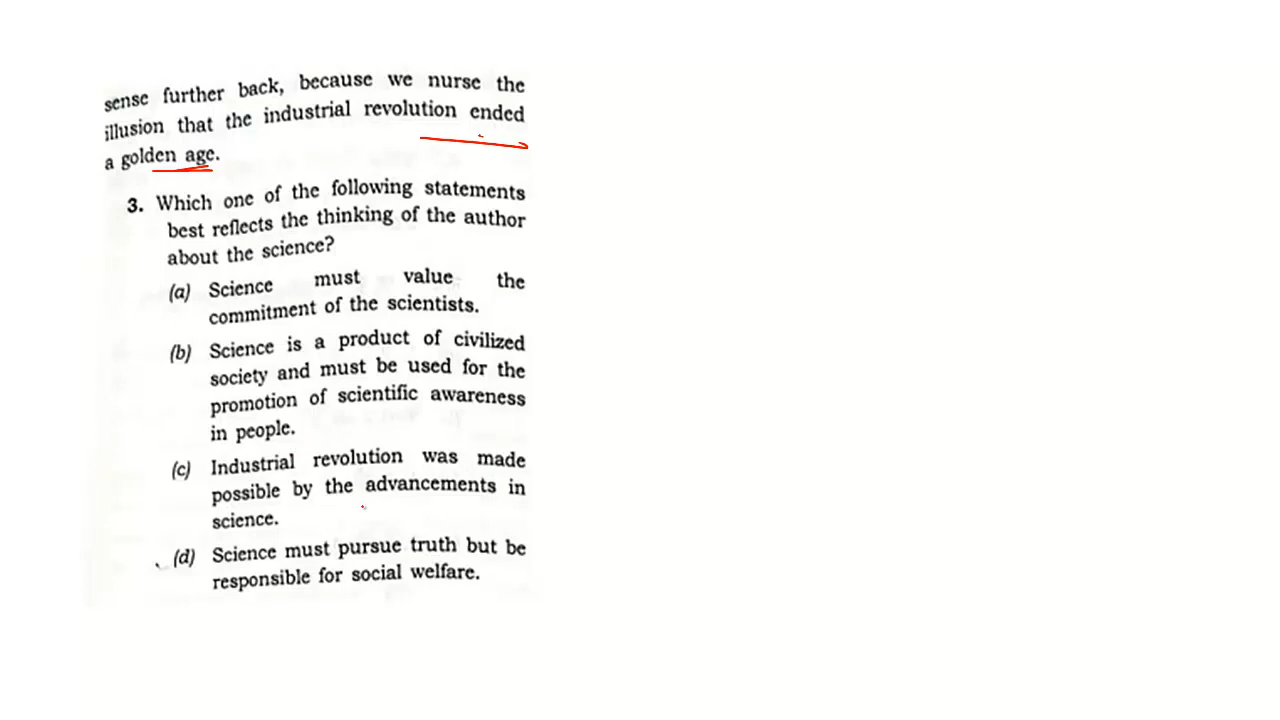 sense further back, because we nurse the
illusion that the industrial revolution ended
a golden age.
3. Which one of the following statements
best reflects the thinking of the author
about the science?
(a) Science must value the
commitment of the scientists.
(b) Science is a product of civilized
society and must be used for the
promotion of scientific awareness
in people.
(c) Industrial revolution was made
possible by the advancements in
science.
(d) Science must pursue truth but be
responsible for social welfare.